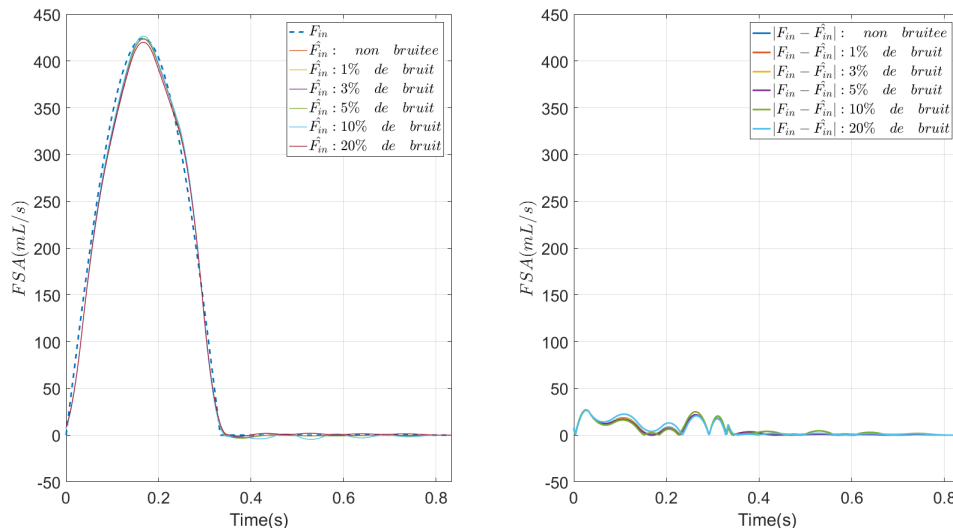 450
400
350
300
250
200
150
100
50
0
-50
FSA(mL/s)
0
0.2
0.4
0.6
0.8
Time(s)
F_in
F̂_in : non bruitee
F̂_in : 1% de bruit
F̂_in : 3% de bruit
F̂_in : 5% de bruit
F̂_in : 10% de bruit
F̂_in : 20% de bruit
450
400
350
300
250
200
150
100
50
0
-50
FSA(mL/s)
0
0.2
0.4
0.6
0.8
Time(s)
|F_in − F̂_in| : non bruitee
|F_in − F̂_in| : 1% de bruit
|F_in − F̂_in| : 3% de bruit
|F_in − F̂_in| : 5% de bruit
|F_in − F̂_in| : 10% de bruit
|F_in − F̂_in| : 20% de bruit